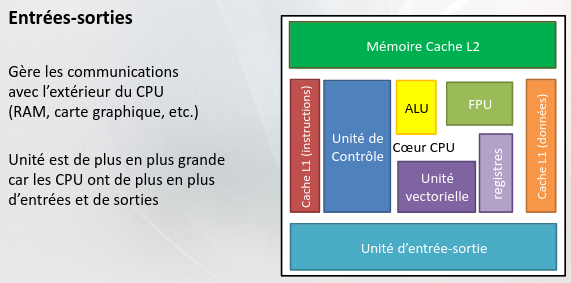 Entrées-sorties
Gère les communications
avec l’extérieur du CPU
(RAM, carte graphique, etc.)
Unité est de plus en plus grande
car les CPU ont de plus en plus
d’entrées et de sorties
Mémoire Cache L2
Cache L1 (instructions)
Unité de
Contrôle
ALU
FPU
Cœur CPU
Unité
vectorielle
registres
Cache L1 (données)
Unité d’entrée-sortie